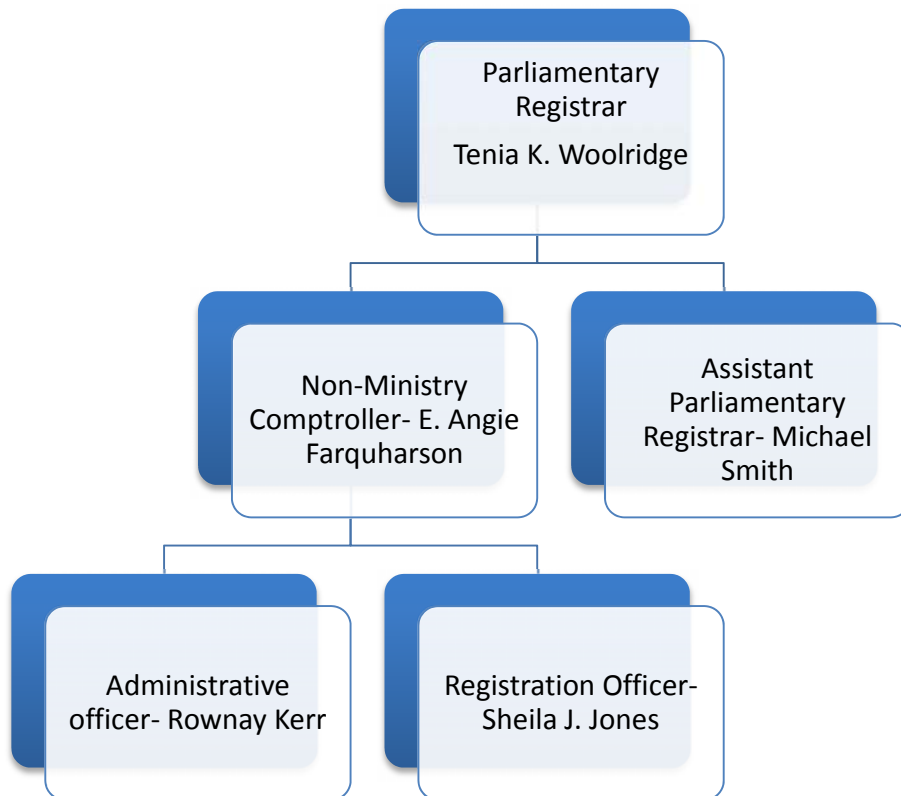 Parliamentary
Registrar
Tenia K. Woolridge
Non-Ministry
Comptroller- E. Angie
Farquharson
Assistant
Parliamentary
Registrar- Michael
Smith
Administrative
officer- Rownay Kerr
Registration Officer-
Sheila J. Jones